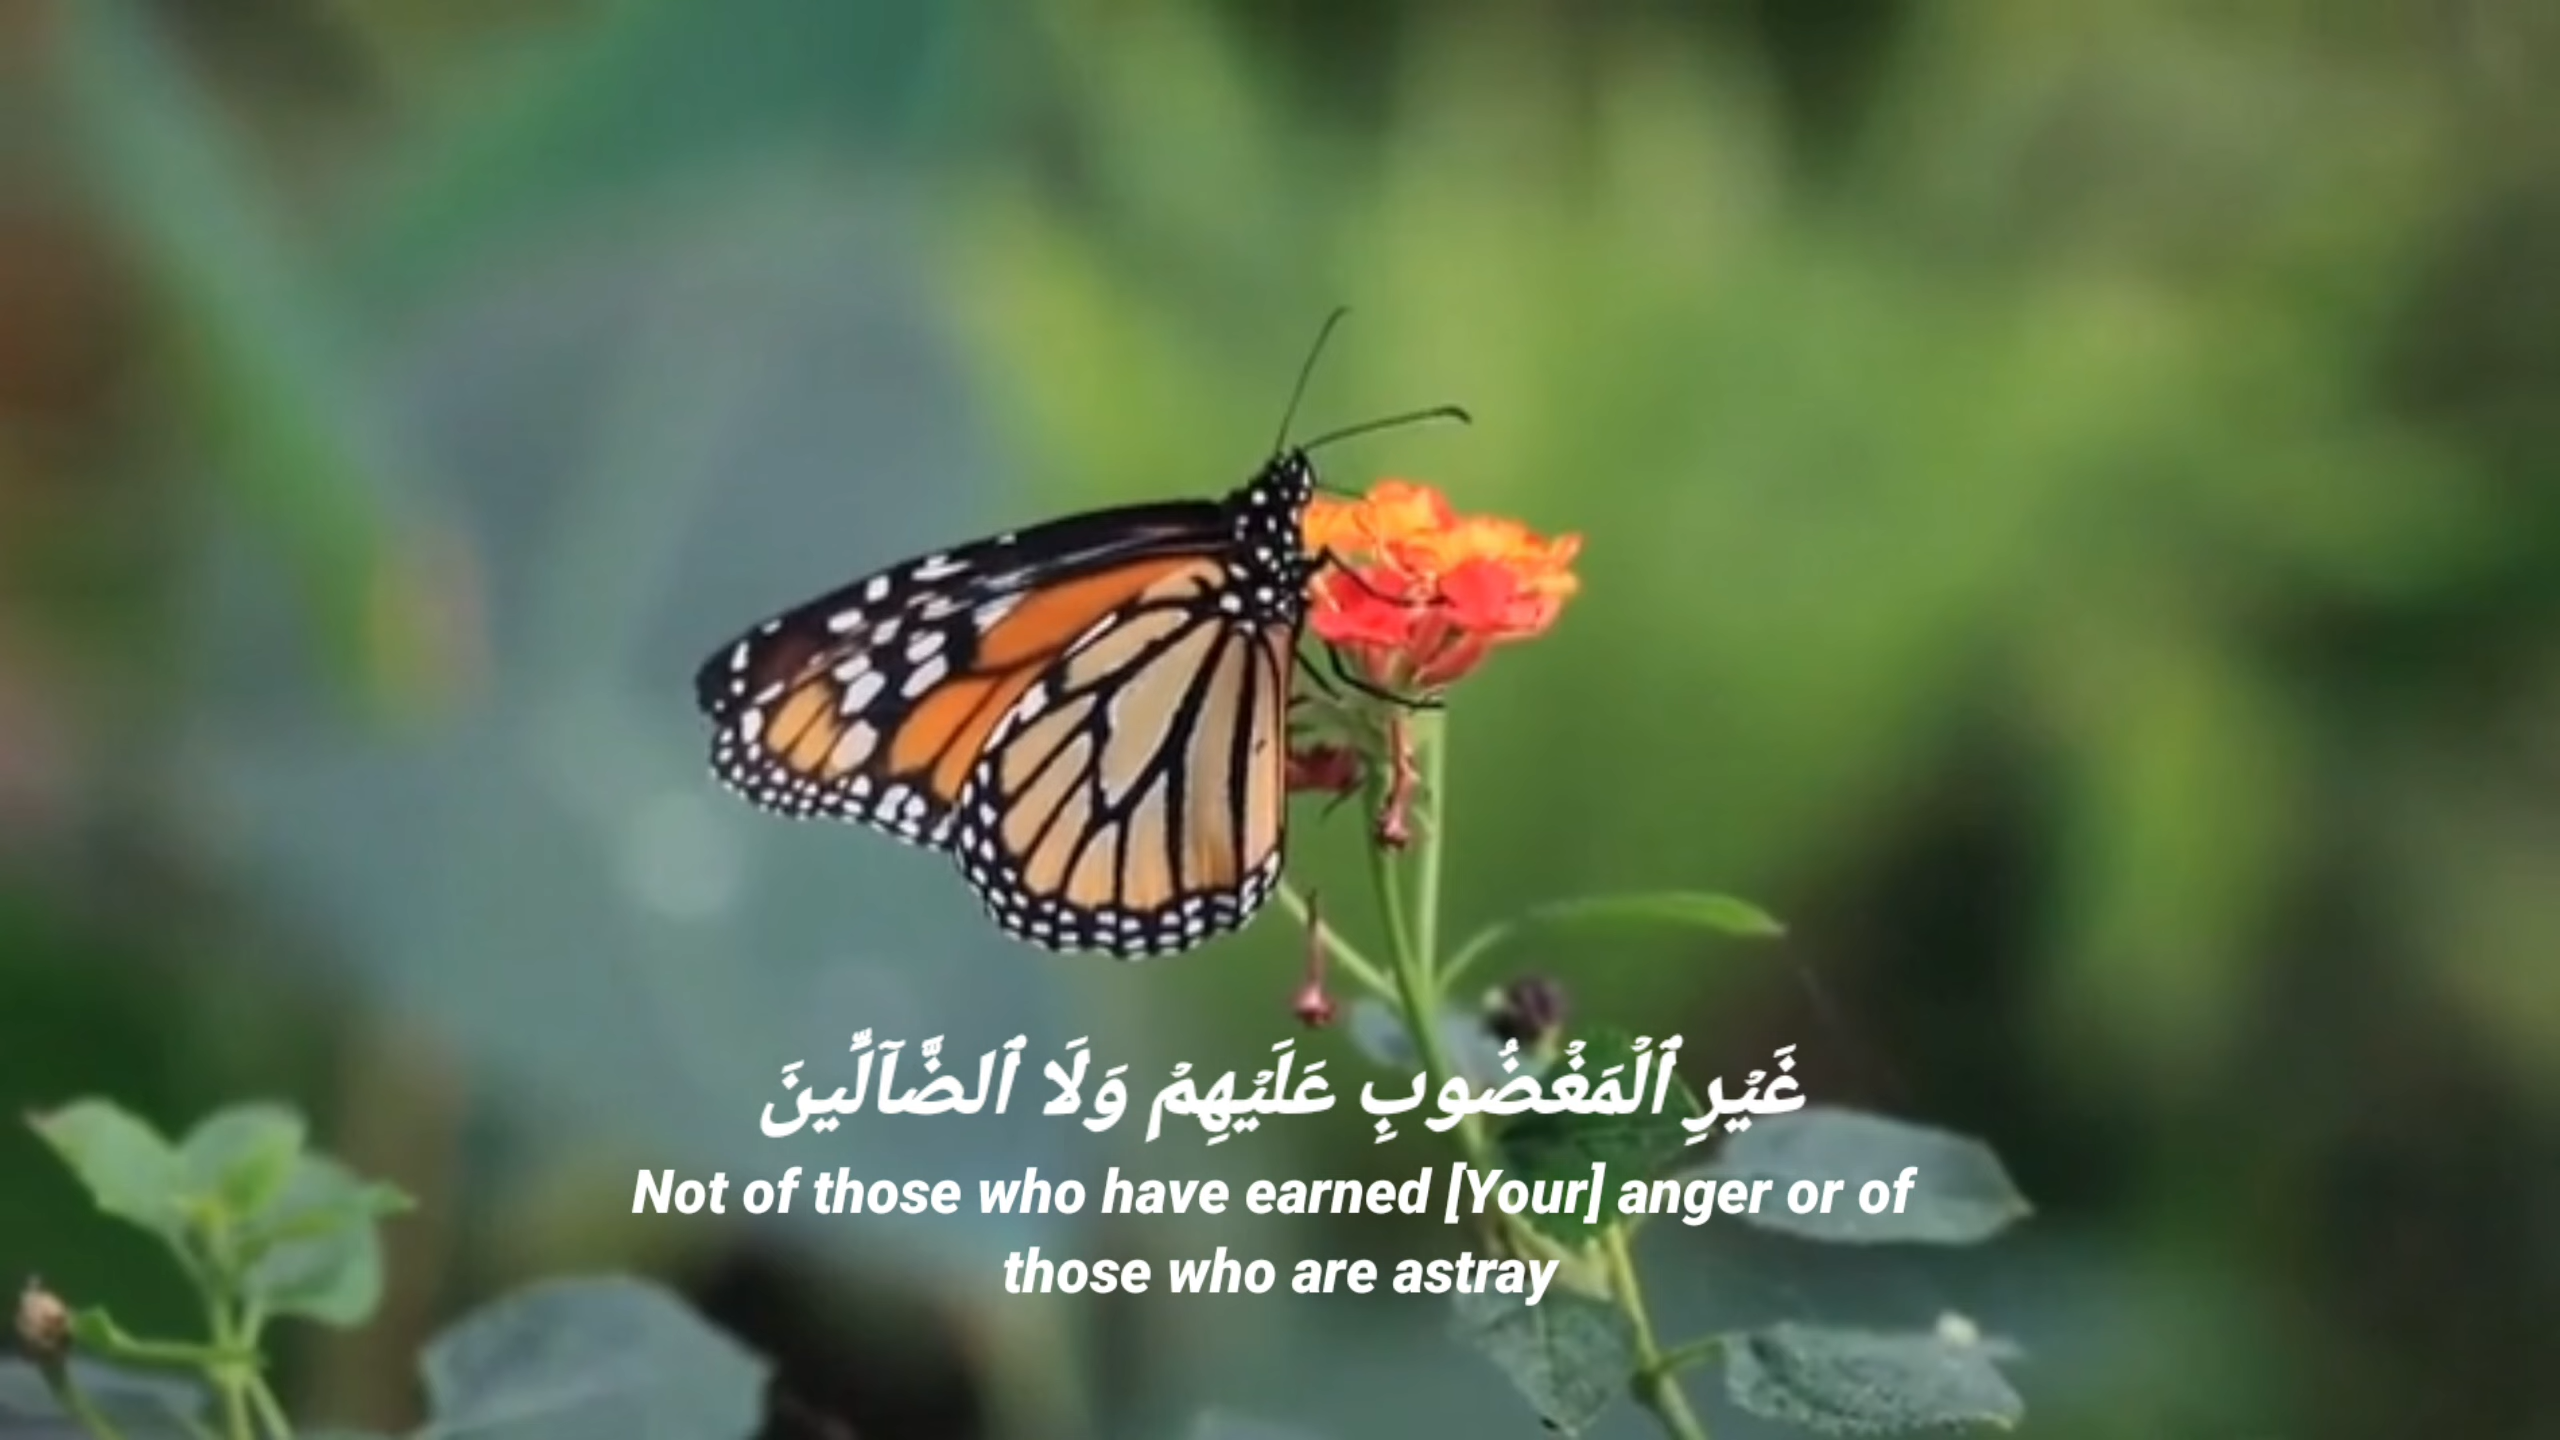 غَيْرِ ٱلْمَغْضُوبِ عَلَيْهِمْ وَلَا ٱلضَّآلِّينَ
Not of those who have earned [Your] anger or of
those who are astray